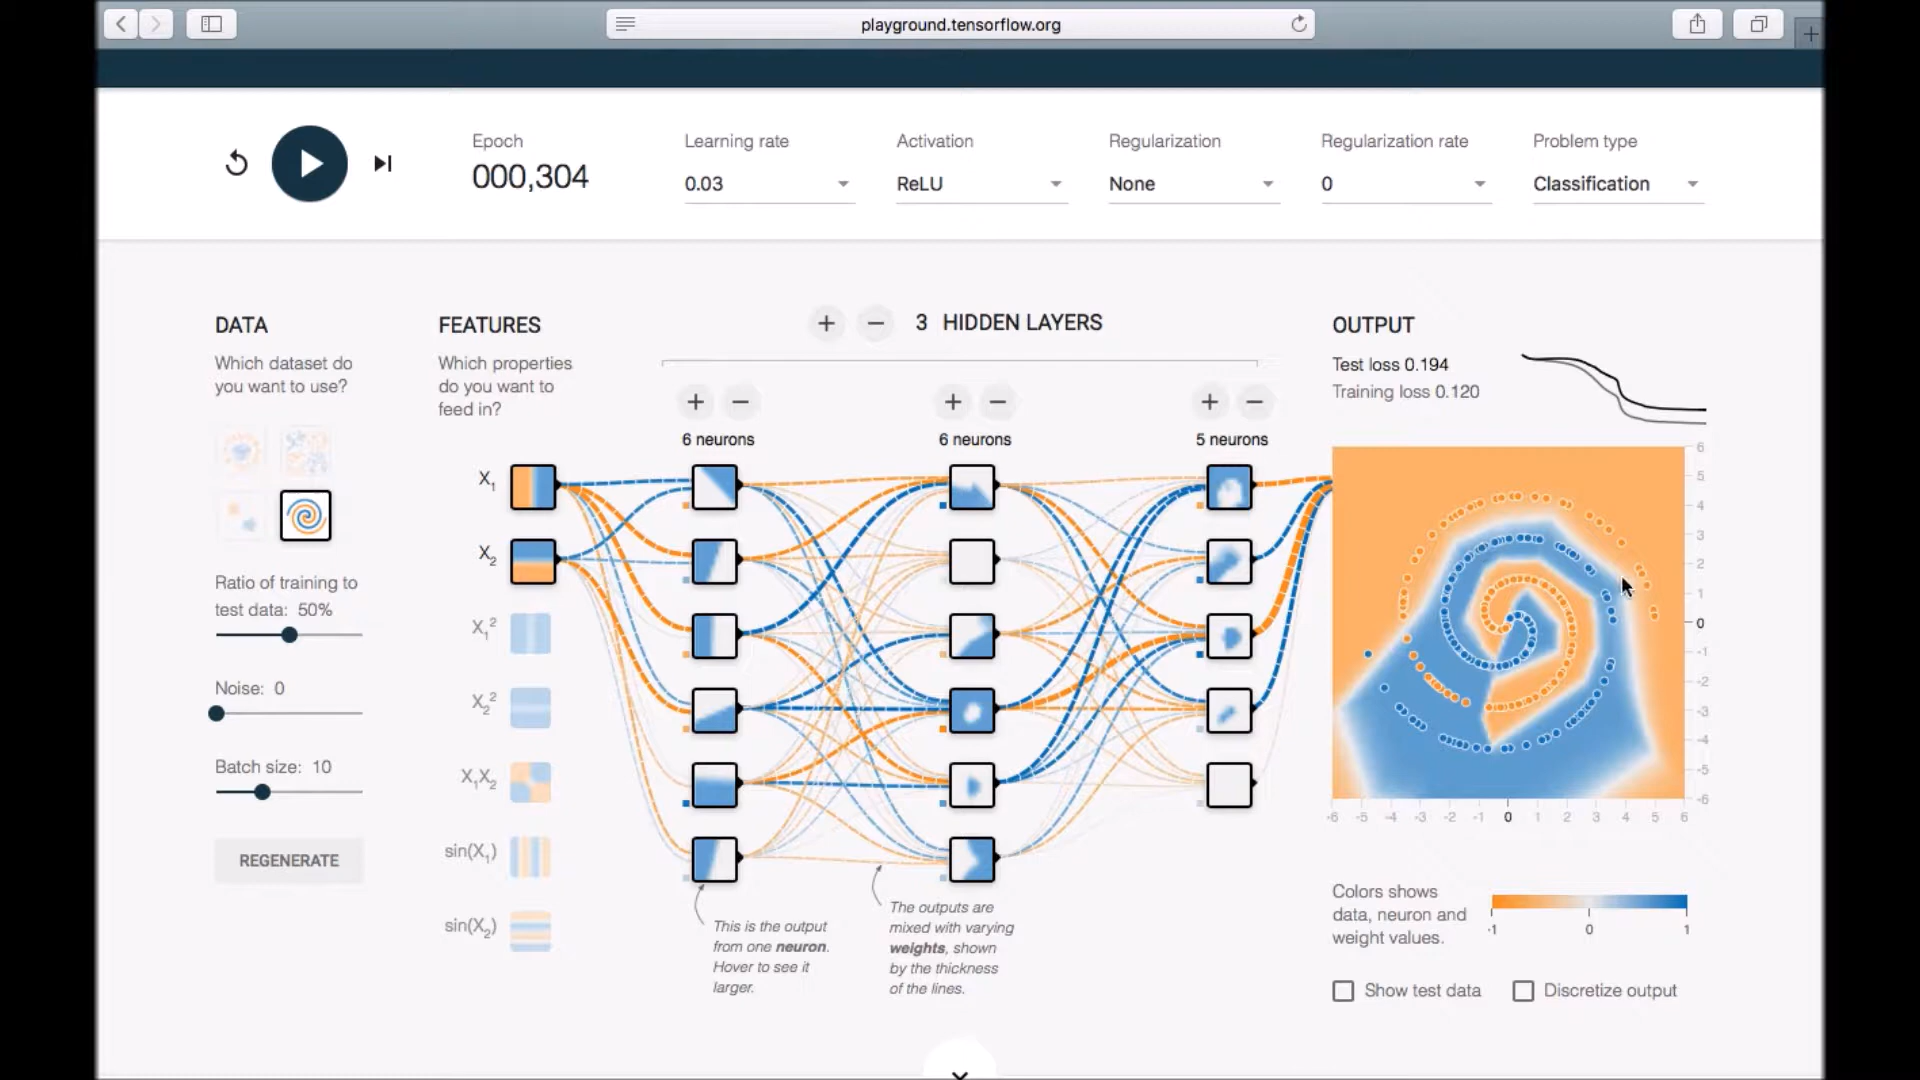 playground.tensorflow.org
Epoch
000,304
Learning rate
0.03
Activation
ReLU
Regularization
None
Regularization rate
0
Problem type
Classification
DATA
Which dataset do
you want to use?
Ratio of training to
test data: 50%
Noise: 0
Batch size: 10
REGENERATE
FEATURES
Which properties
do you want to
feed in?
X₁
X₂
X₁²
X₂²
X₁X₂
sin(X₁)
sin(X₂)
+ − 3 HIDDEN LAYERS
+ −
6 neurons
+ −
6 neurons
+ −
5 neurons
This is the output
from one neuron.
Hover to see it
larger.
The outputs are
mixed with varying
weights, shown
by the thickness
of the lines.
OUTPUT
Test loss 0.194
Training loss 0.120
6
5
4
3
2
1
0
-1
-2
-3
-4
-5
-6
-6 -5 -4 -3 -2 -1 0 1 2 3 4 5 6
Colors shows
data, neuron and
weight values.
-1 0 1
Show test data
Discretize output